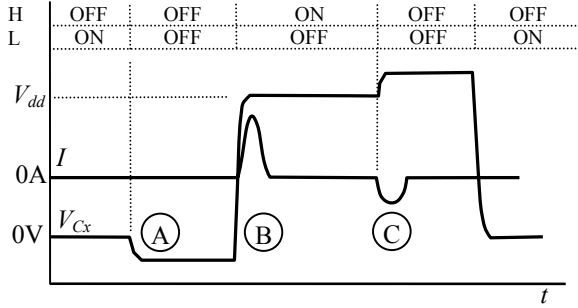 H OFF OFF ON OFF OFF
L ON OFF OFF OFF ON
Vdd
I
0A
VCx
0V
A B C
t